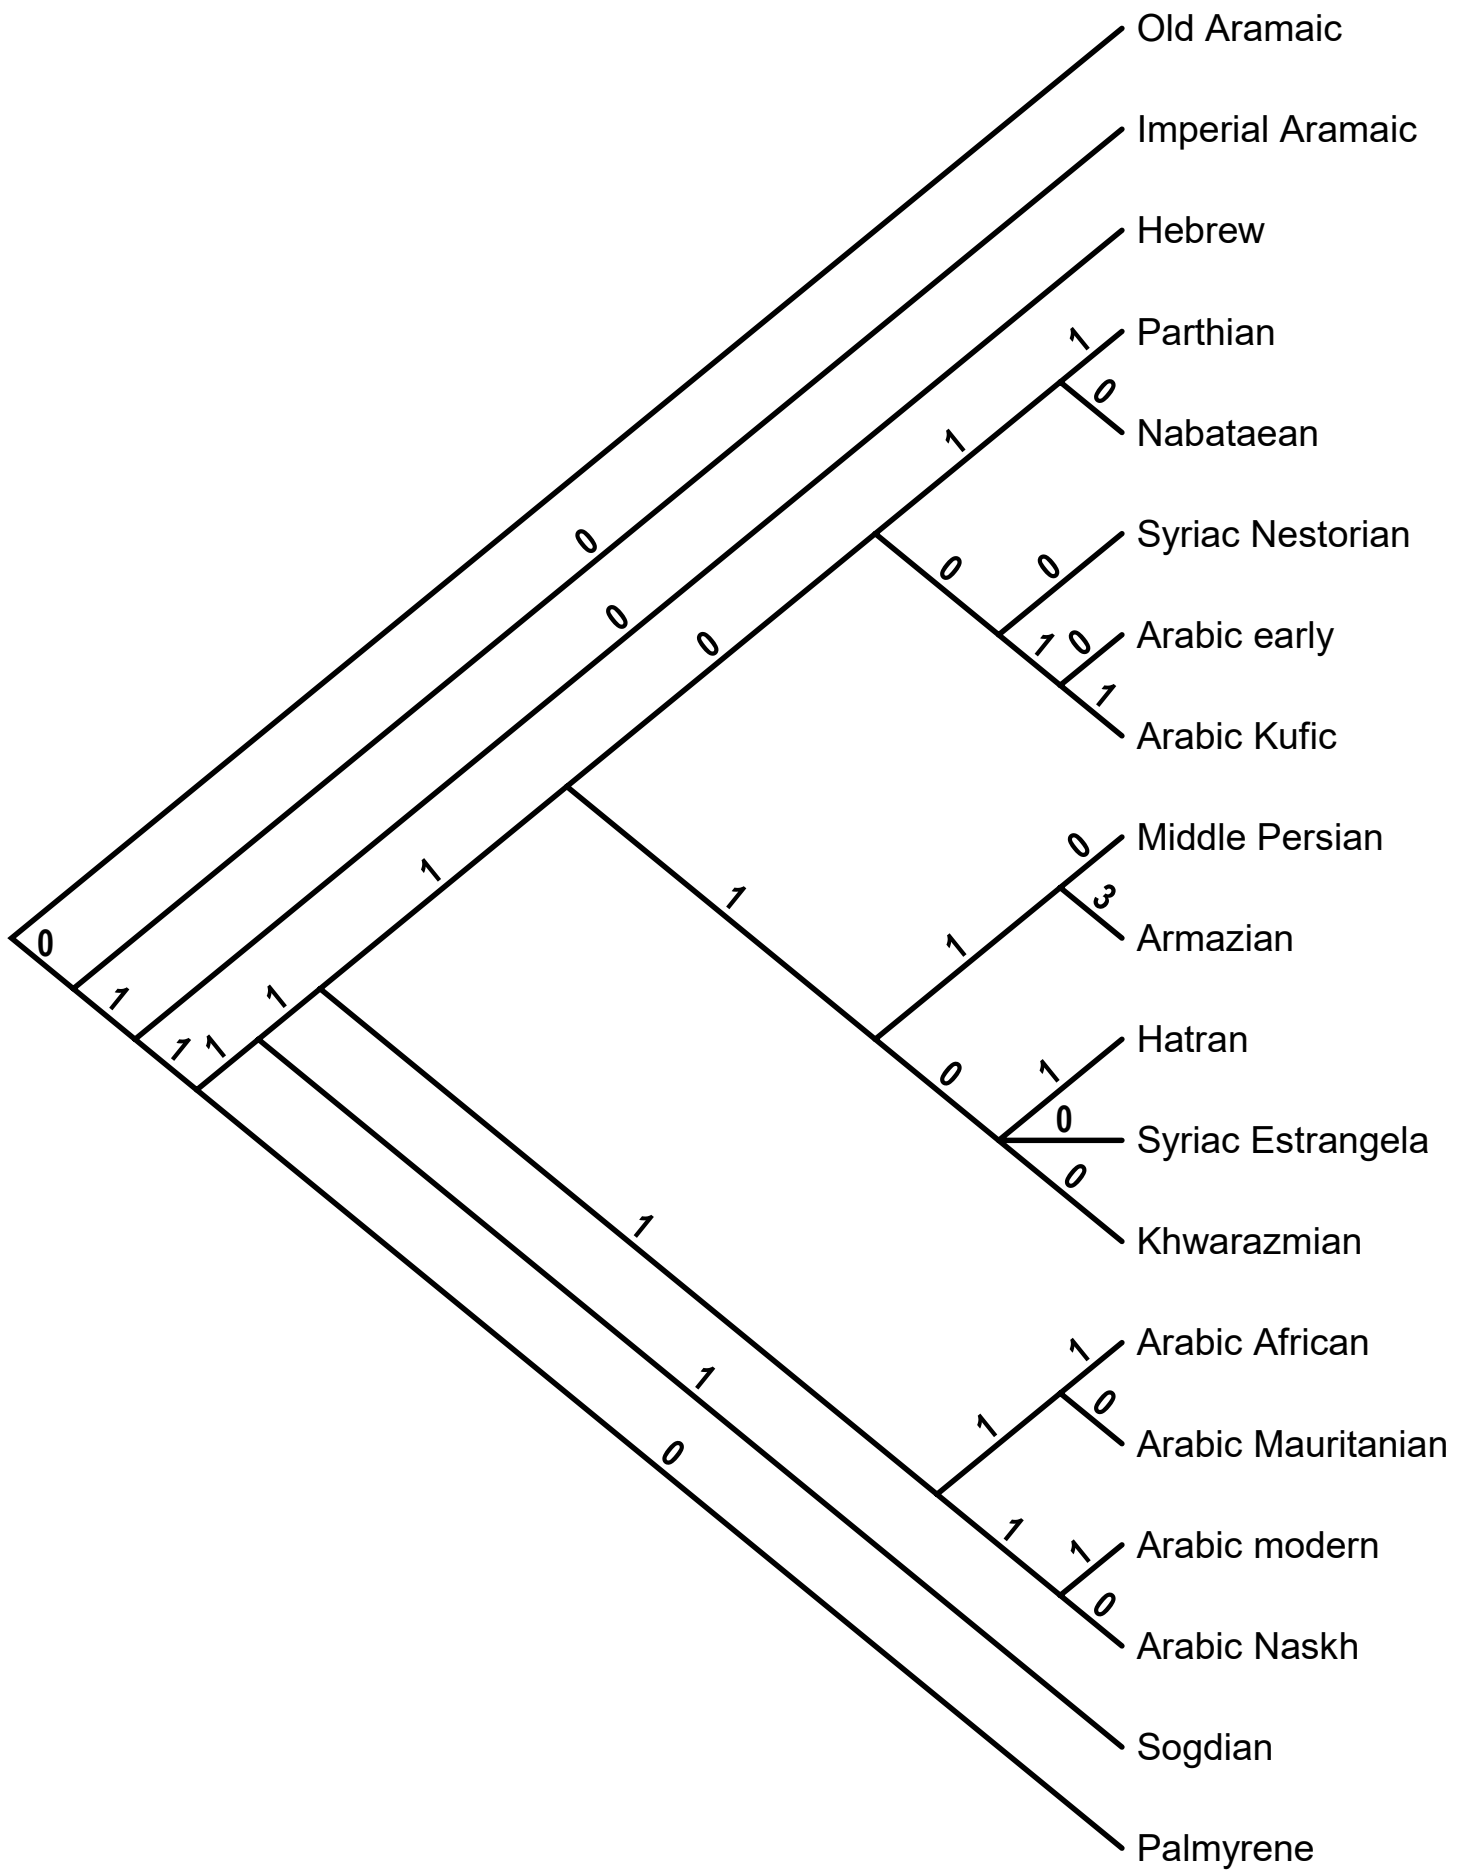 Old Aramaic
Imperial Aramaic
Hebrew
1
Parthian
0
Nabataean
1
Syriac Nestorian
0
0
0
Arabic early
0
0
1
0
Arabic Kufic
1
Middle Persian
0
1
1
3
Armazian
0
1
1
1
Hatran
1
1
1
0
Syriac Estrangela
0
0
Khwarazmian
1
Arabic African
1
0
1
1
Arabic Mauritanian
0
1
Arabic modern
1
0
Arabic Naskh
Sogdian
Palmyrene